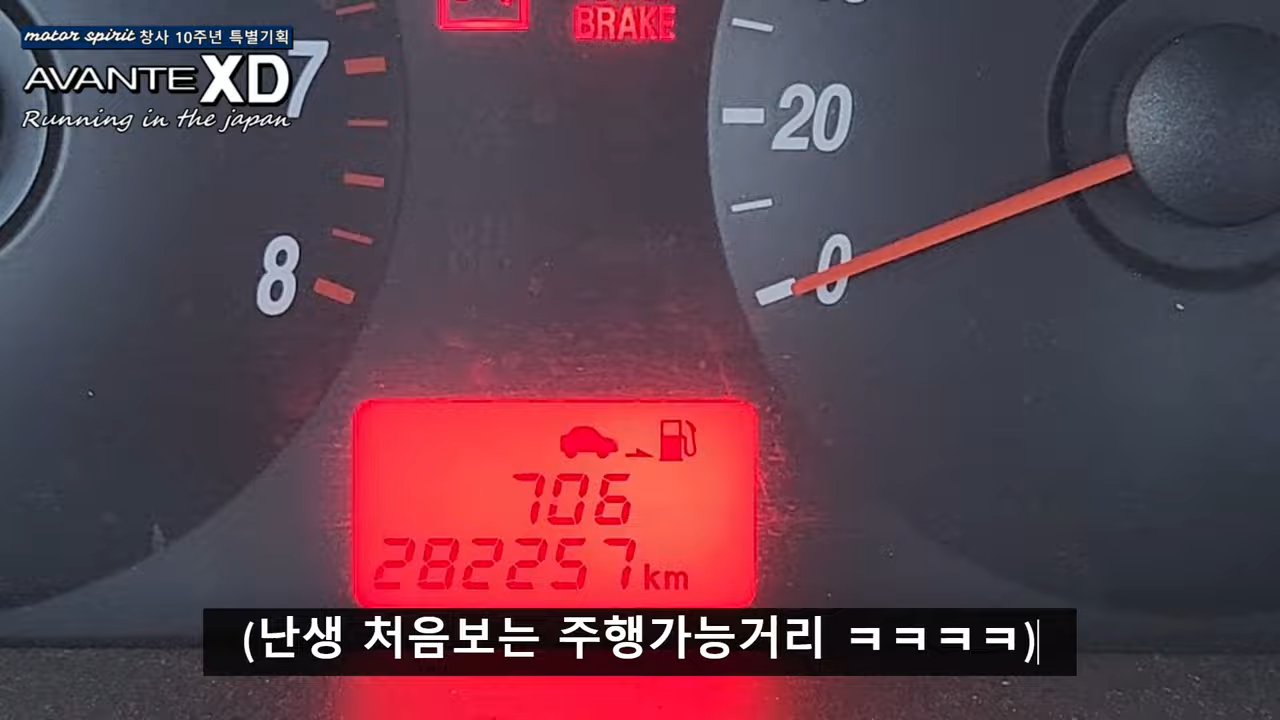 motor spirit 창사 10주년 특별기획
AVANTE XD
Running in the japan
BRAKE
7
8
20
0
706
282257 km
(난생 처음보는 주행가능거리 ㅋㅋㅋㅋ)